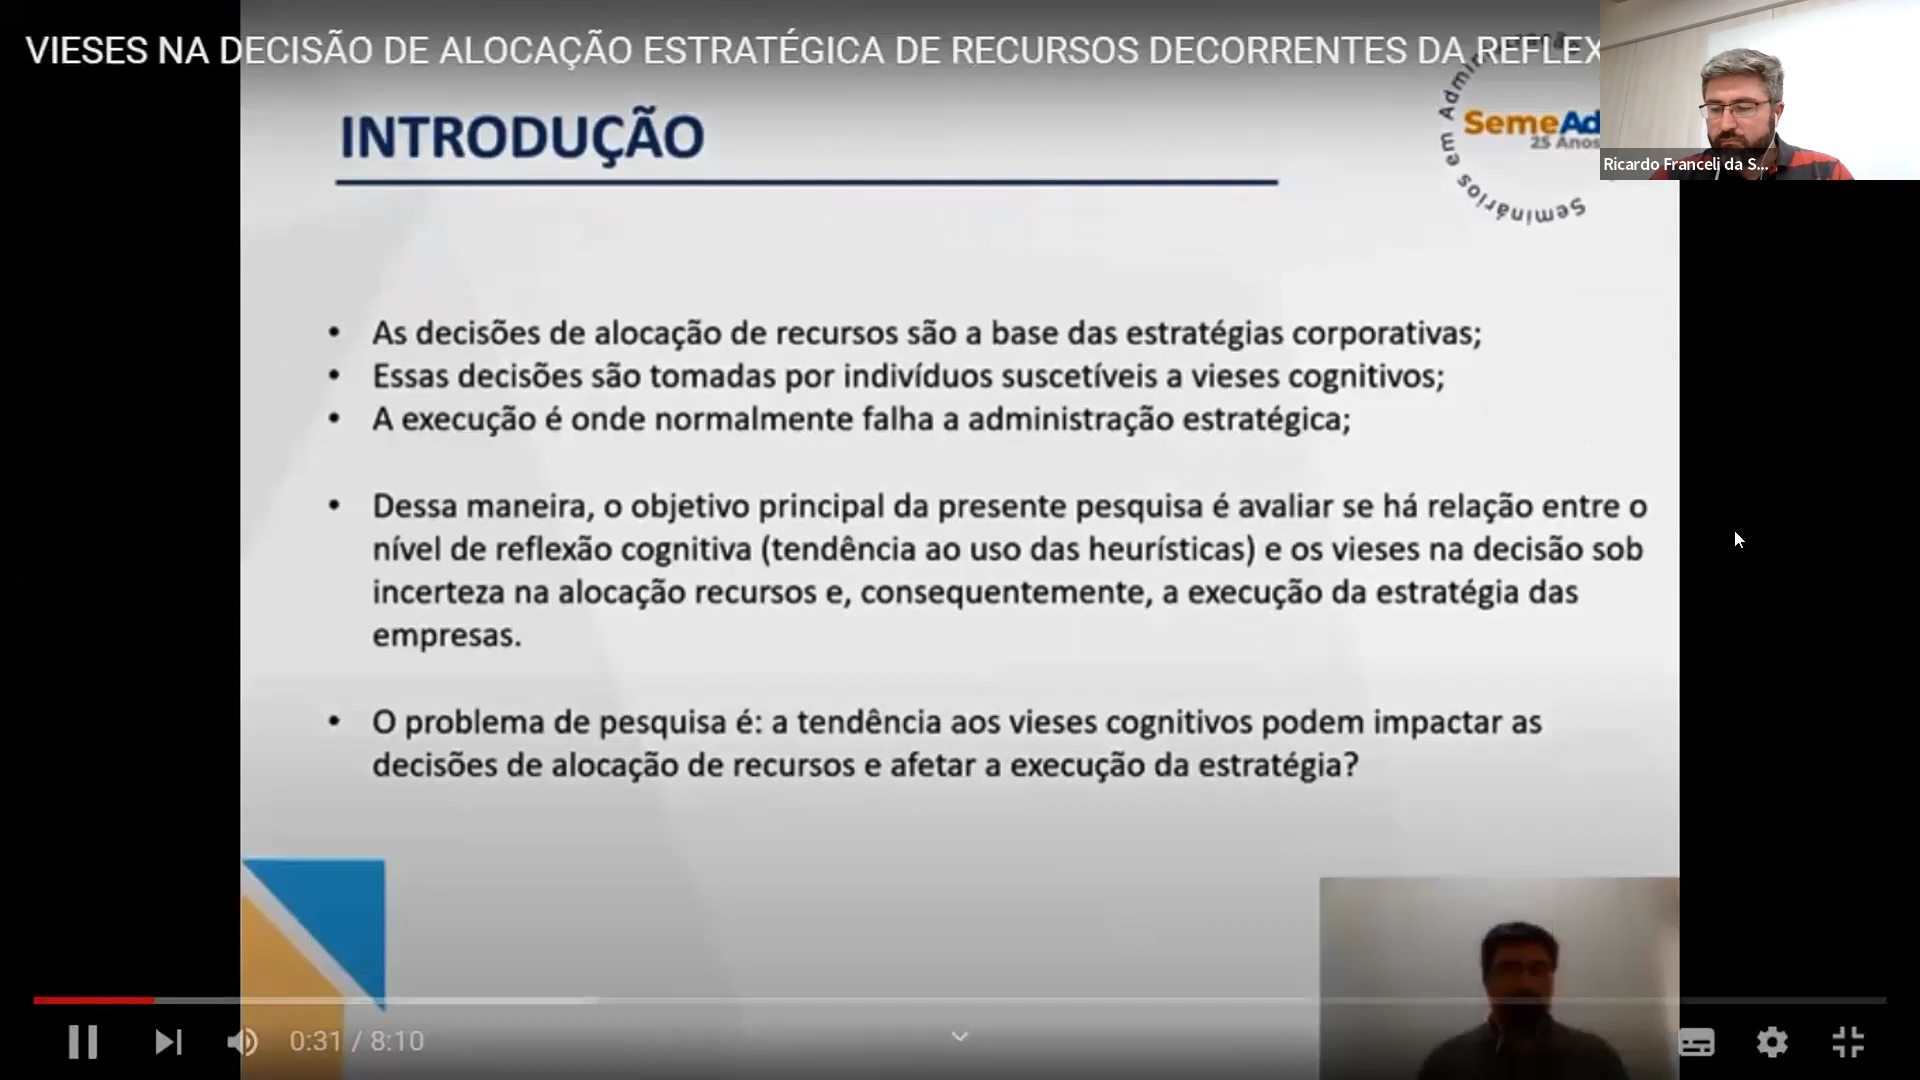 VIESES NA DECISÃO DE ALOCAÇÃO ESTRATÉGICA DE RECURSOS DECORRENTES DA REFLEX
INTRODUÇÃO
Seminários em
SemeAd
25 Anos
Ricardo Franceli da S...
• As decisões de alocação de recursos são a base das estratégias corporativas;
• Essas decisões são tomadas por indivíduos suscetíveis a vieses cognitivos;
• A execução é onde normalmente falha a administração estratégica;
• Dessa maneira, o objetivo principal da presente pesquisa é avaliar se há relação entre o
nível de reflexão cognitiva (tendência ao uso das heurísticas) e os vieses na decisão sob
incerteza na alocação recursos e, consequentemente, a execução da estratégia das
empresas.
• O problema de pesquisa é: a tendência aos vieses cognitivos podem impactar as
decisões de alocação de recursos e afetar a execução da estratégia?
0:31 / 8:10